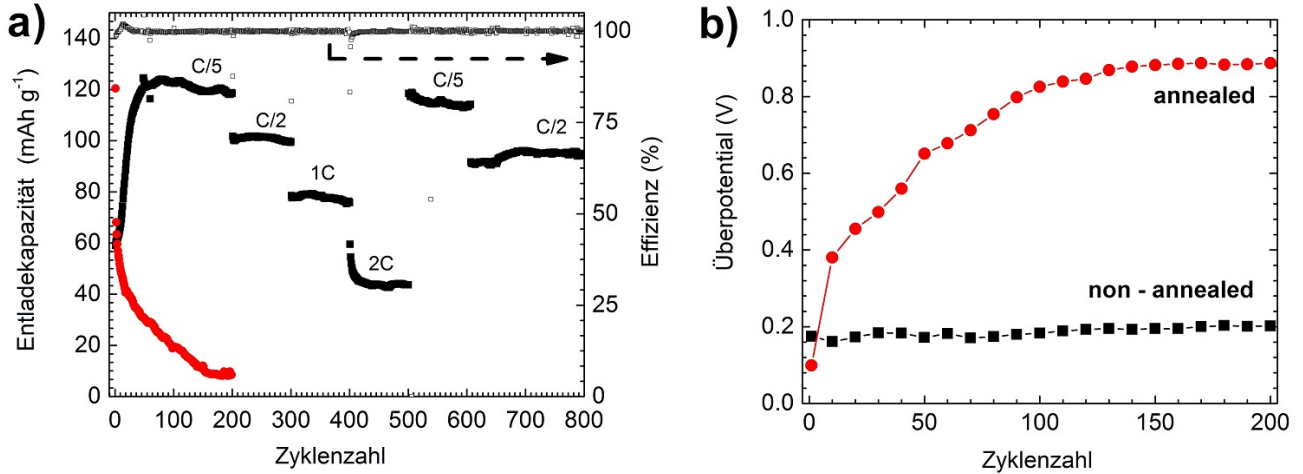 a)
140
120
100
80
60
40
20
0
Entladekapazität (mAh g⁻¹)
C/5
C/2
1C
2C
C/5
C/2
100
75
50
25
0
Effizienz (%)
0 100 200 300 400 500 600 700 800
Zyklenzahl
b)
1.0
0.8
0.6
0.4
0.2
0.0
Überpotential (V)
annealed
non - annealed
0 50 100 150 200
Zyklenzahl